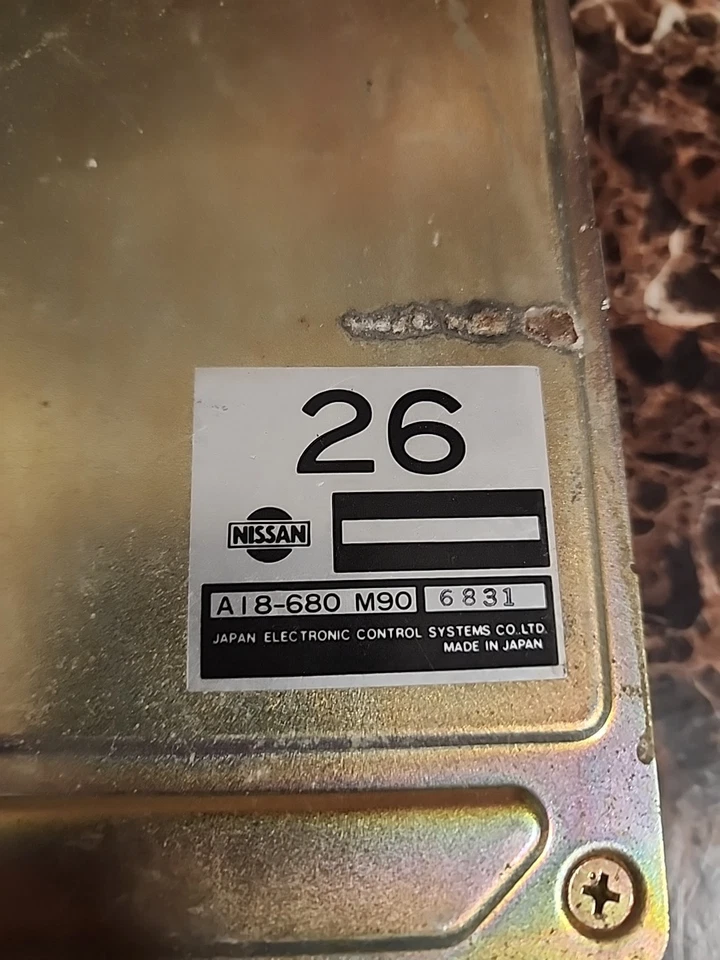 26
NISSAN
A18-680 M90 6831
JAPAN ELECTRONIC CONTROL SYSTEMS CO.LTD.
MADE IN JAPAN